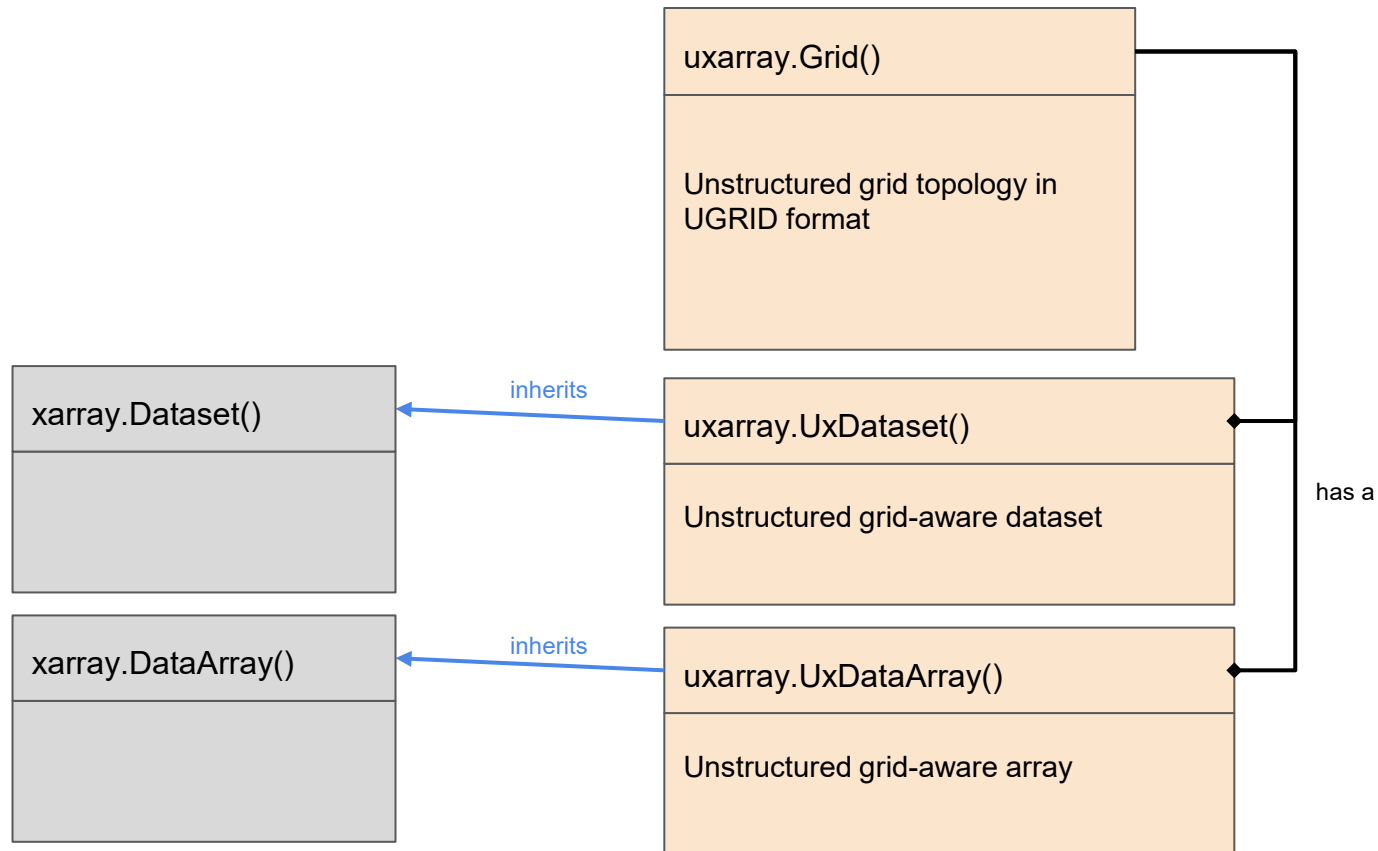 uxarray.Grid()
Unstructured grid topology in
UGRID format
xarray.Dataset()
inherits
uxarray.UxDataset()
Unstructured grid-aware dataset
has a
xarray.DataArray()
inherits
uxarray.UxDataArray()
Unstructured grid-aware array